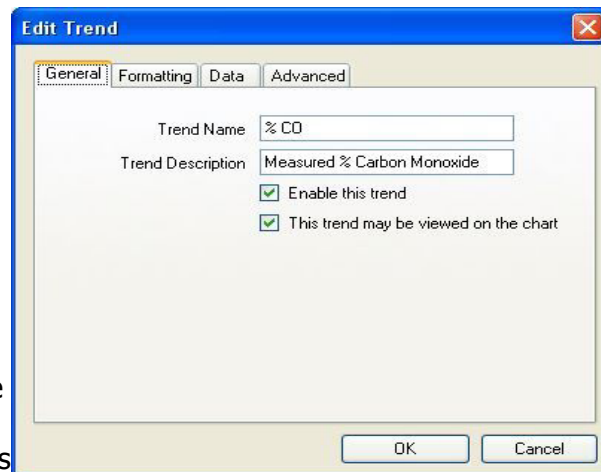 Edit Trend
General Formatting Data Advanced
Trend Name % CO
Trend Description Measured % Carbon Monoxide
Enable this trend
This trend may be viewed on the chart
e
s
OK Cancel